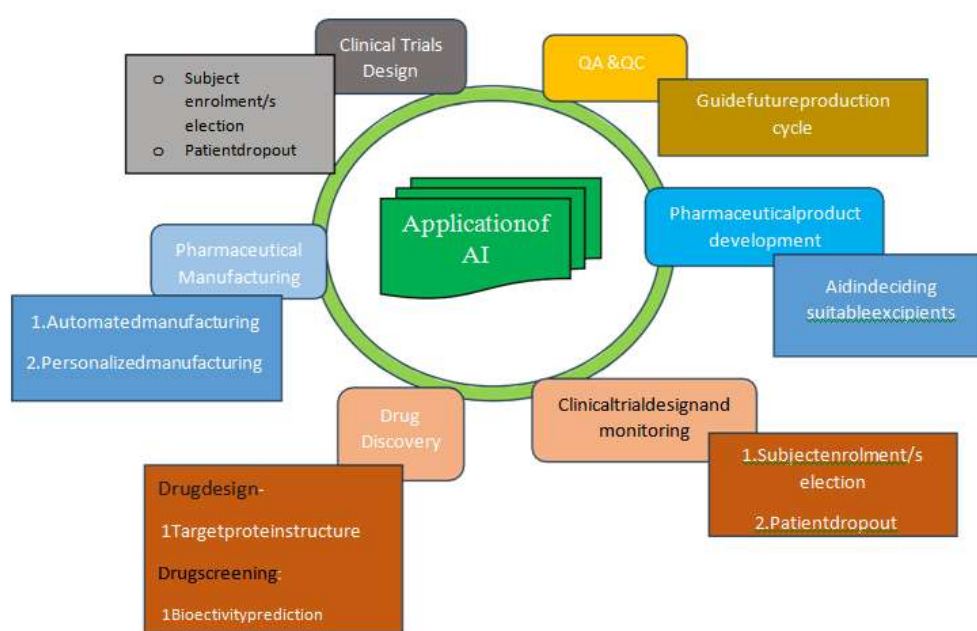 Clinical Trials
Design
o Subject
enrolment/s
election
o Patientdropout
QA &QC
Guidefutureproduction
cycle
Applicationof
AI
Pharmaceuticalproduct
development
Aidindeciding
suitableexcipients
Pharmaceutical
Manufacturing
1.Automatedmanufacturing
2.Personalizedmanufacturing
Drug
Discovery
Drugdesign-
1Targetproteinstructure
Drugscreening:
1Bioectivityprediction
Clinicaltrialdesignand
monitoring
1.Subjectenrolment/s
election
2.Patientdropout